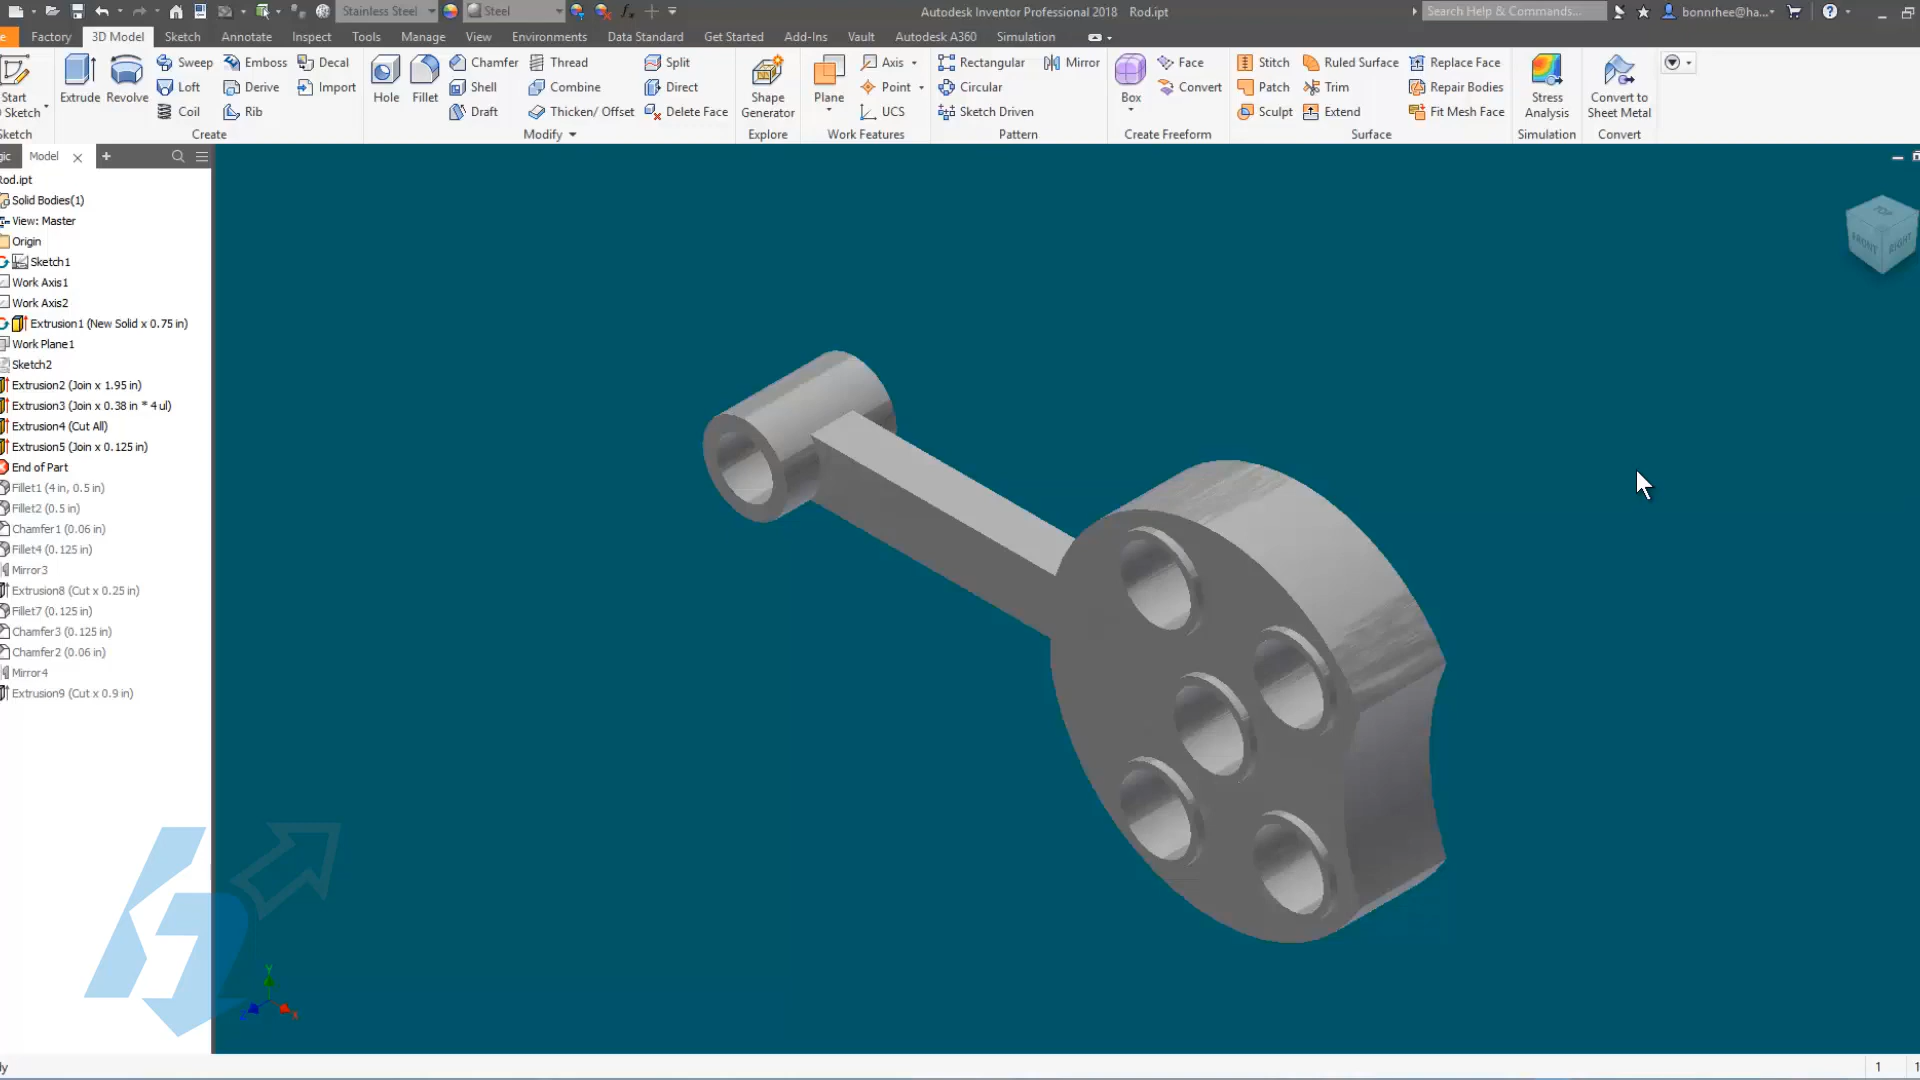 Stainless Steel Steel Autodesk Inventor Professional 2018 Rod.ipt Search Help & Commands... bonnrhee@ha...
Factory 3D Model Sketch Annotate Inspect Tools Manage View Environments Data Standard Get Started Add-Ins Vault Autodesk A360 Simulation
Start
Sketch
Sketch
Extrude
Revolve
Sweep
Emboss
Decal
Loft
Derive
Import
Coil
Rib
Create
Hole
Fillet
Chamfer
Thread
Split
Shell
Combine
Direct
Draft
Thicken/ Offset
Delete Face
Modify
Shape
Generator
Explore
Plane
Axis
Point
UCS
Work Features
Rectangular
Mirror
Circular
Sketch Driven
Pattern
Box
Face
Convert
Create Freeform
Stitch
Ruled Surface
Replace Face
Patch
Trim
Repair Bodies
Sculpt
Extend
Fit Mesh Face
Surface
Stress
Analysis
Simulation
Convert to
Sheet Metal
Convert
gic Model
Rod.ipt
Solid Bodies(1)
View: Master
Origin
Sketch1
Work Axis1
Work Axis2
Extrusion1 (New Solid x 0.75 in)
Work Plane1
Sketch2
Extrusion2 (Join x 1.95 in)
Extrusion3 (Join x 0.38 in * 4 ul)
Extrusion4 (Cut All)
Extrusion5 (Join x 0.125 in)
End of Part
Fillet1 (4 in, 0.5 in)
Fillet2 (0.5 in)
Chamfer1 (0.06 in)
Fillet4 (0.125 in)
Mirror3
Extrusion8 (Cut x 0.25 in)
Fillet7 (0.125 in)
Chamfer3 (0.125 in)
Chamfer2 (0.06 in)
Mirror4
Extrusion9 (Cut x 0.9 in)
TOP
FRONT RIGHT
1 1